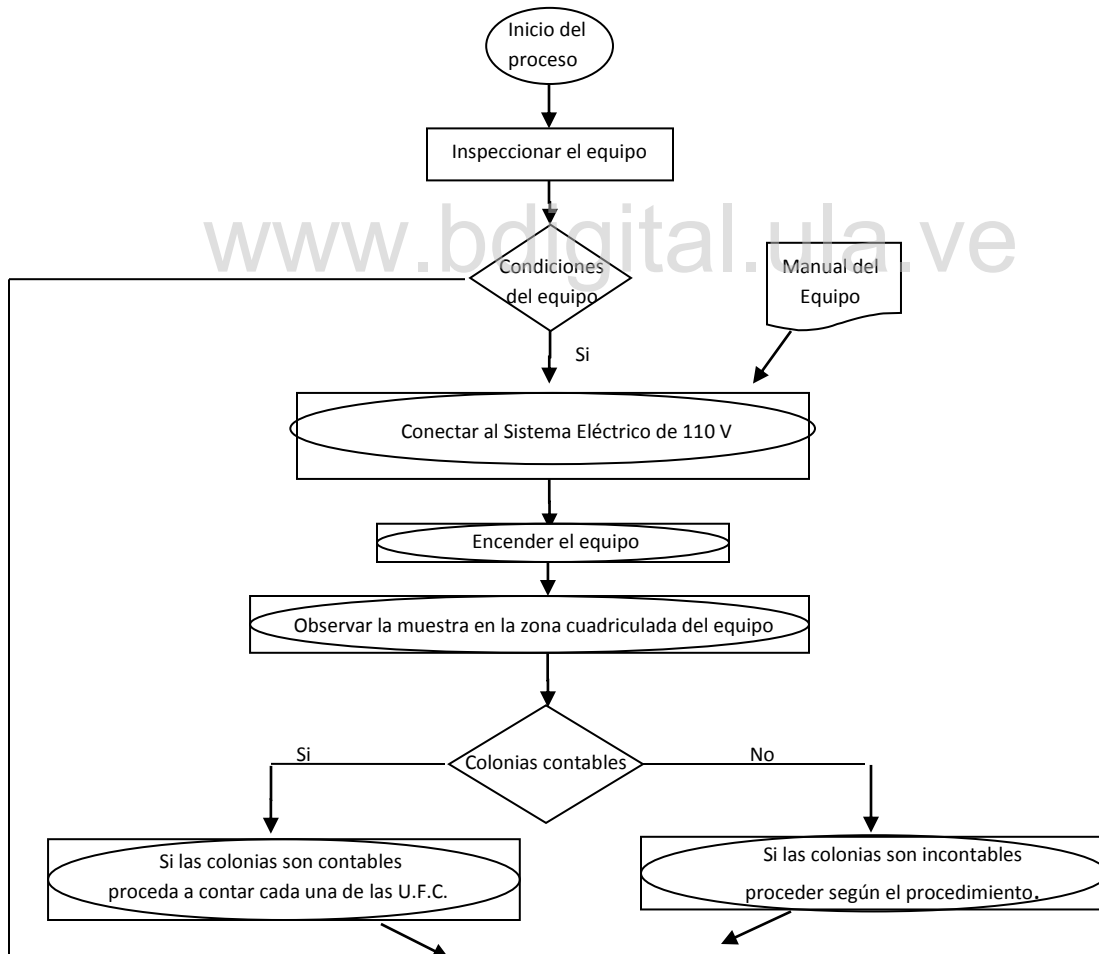 Inicio del
proceso
Inspeccionar el equipo
www.bdigital.ula.ve
Condiciones
del equipo
Manual del
Equipo
Si
Conectar al Sistema Eléctrico de 110 V
Encender el equipo
Observar la muestra en la zona cuadriculada del equipo
Colonias contables
Si
No
Si las colonias son contables
proceda a contar cada una de las U.F.C.
Si las colonias son incontables
proceder según el procedimiento.